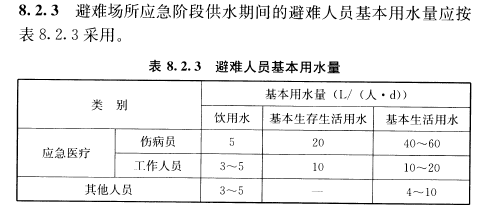 8.2.3 避难场所应急阶段供水期间的避难人员基本用水量应按
表 8.2.3 采用。
表 8.2.3 避难人员基本用水量
类 别 基本用水量(L/(人·d))
饮用水 基本生存生活用水 基本生活用水
应急医疗 伤病员 5 20 40~60
工作人员 3~5 10 10~20
其他人员 3~5 — 4~10